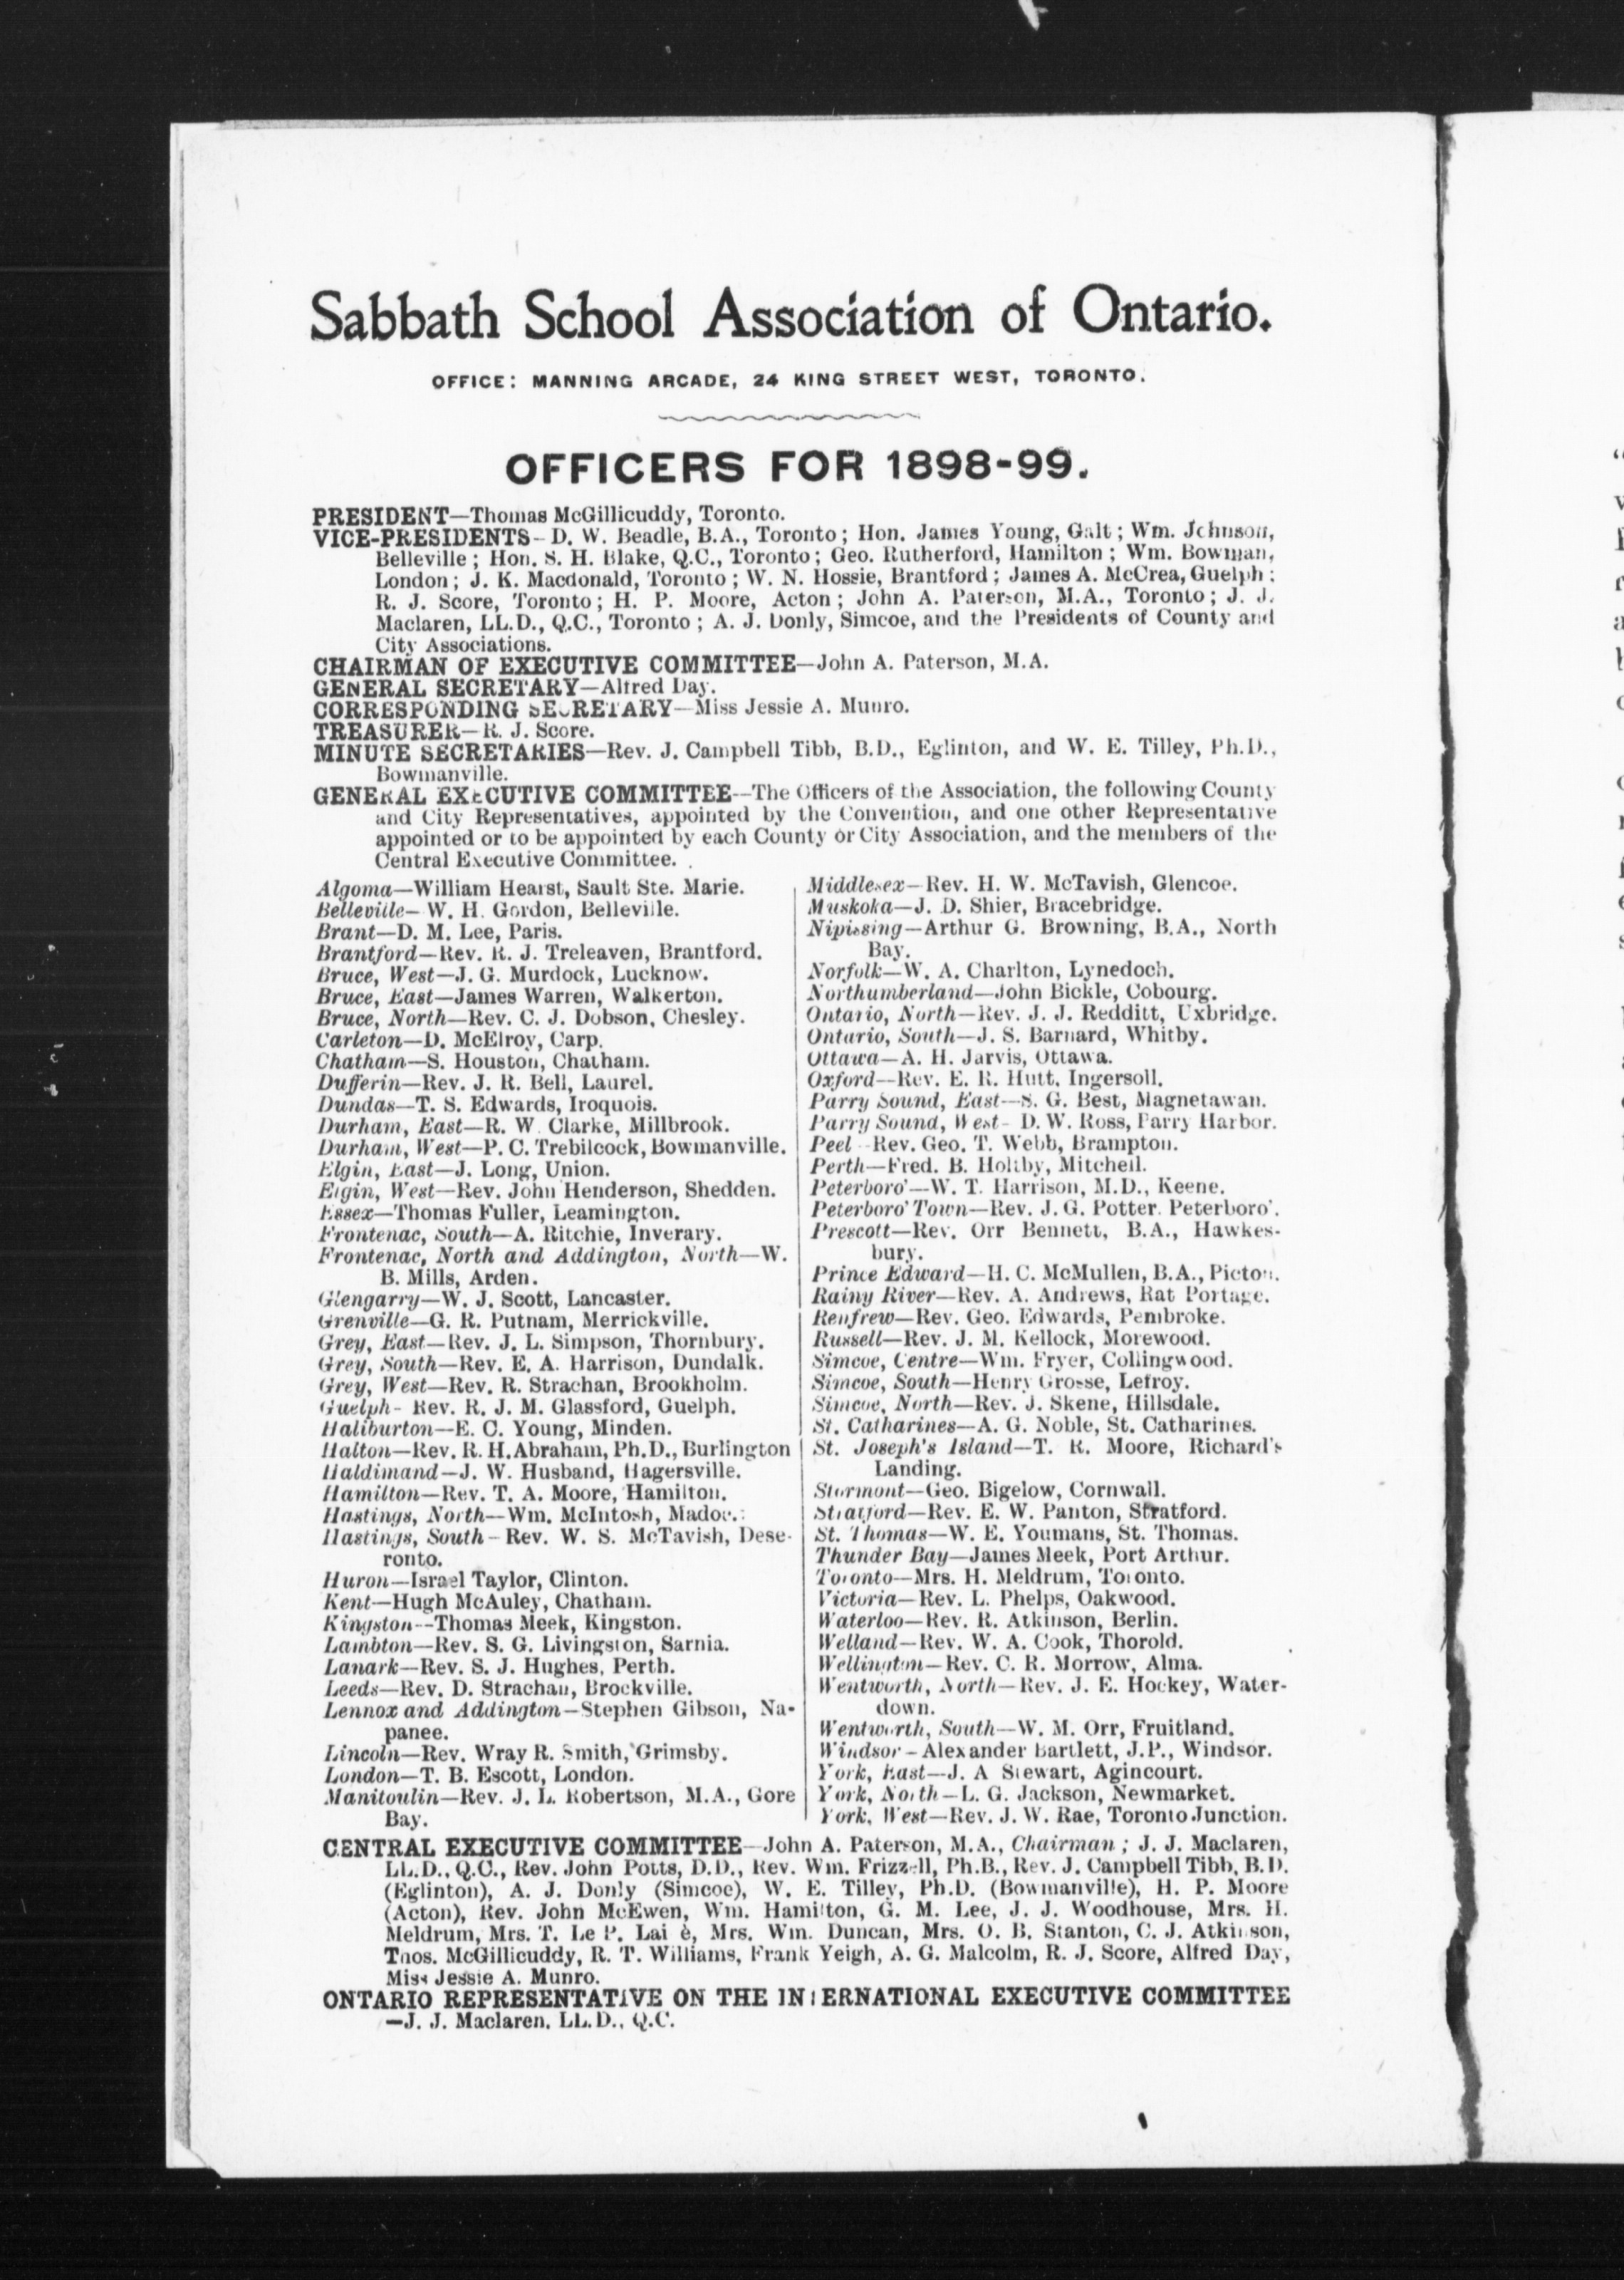 Sabbath School Association of Ontario.
OFFICE: MANNING ARCADE, 24 KING STREET WEST, TORONTO.
OFFICERS FOR 1898-99.
PRESIDENT—Thomas McGillicuddy, Toronto.
VICE-PRESIDENTS—D. W. Beadle, B.A., Toronto; Hon. James Young, Galt; Wm. Johnson,
Belleville; Hon. S. H. Blake, Q.C., Toronto; Geo. Rutherford, Hamilton; Wm. Bowman,
London; J. K. Macdonald, Toronto; W. N. Hossie, Brantford; James A. McCrea, Guelph;
R. J. Score, Toronto; H. P. Moore, Acton; John A. Paterson, M.A., Toronto; J. J.
Maclaren, LL.D., Q.C., Toronto; A. J. Donly, Simcoe, and the Presidents of County and
City Associations.
CHAIRMAN OF EXECUTIVE COMMITTEE—John A. Paterson, M.A.
GENERAL SECRETARY—Alfred Day.
CORRESPONDING SECRETARY—Miss Jessie A. Munro.
TREASURER—R. J. Score.
MINUTE SECRETARIES—Rev. J. Campbell Tibb, B.D., Eglinton, and W. E. Tilley, Ph.D.,
Bowmanville.
GENERAL EXECUTIVE COMMITTEE—The Officers of the Association, the following County
and City Representatives, appointed by the Convention, and one other Representative
appointed or to be appointed by each County or City Association, and the members of the
Central Executive Committee.
Algoma—William Hearst, Sault Ste. Marie.
Belleville—W. H. Gordon, Belleville.
Brant—D. M. Lee, Paris.
Brantford—Rev. R. J. Treleaven, Brantford.
Bruce, West—J. G. Murdock, Lucknow.
Bruce, East—James Warren, Walkerton.
Bruce, North—Rev. C. J. Dobson, Chesley.
Carleton—D. McElroy, Carp.
Chatham—S. Houston, Chatham.
Dufferin—Rev. J. R. Bell, Laurel.
Dundas—T. S. Edwards, Iroquois.
Durham, East—R. W. Clarke, Millbrook.
Durham, West—P. C. Trebilcock, Bowmanville.
Elgin, East—J. Long, Union.
Elgin, West—Rev. John Henderson, Shedden.
Essex—Thomas Fuller, Leamington.
Frontenac, South—A. Ritchie, Inverary.
Frontenac, North and Addington, North—W.
B. Mills, Arden.
Glengarry—W. J. Scott, Lancaster.
Grenville—G. R. Putnam, Merrickville.
Grey, East—Rev. J. L. Simpson, Thornbury.
Grey, South—Rev. E. A. Harrison, Dundalk.
Grey, West—Rev. R. Strachan, Brookholm.
Guelph—Rev. R. J. M. Glassford, Guelph.
Haliburton—E. C. Young, Minden.
Halton—Rev. R. H. Abraham, Ph.D., Burlington
Haldimand—J. W. Husband, Hagersville.
Hamilton—Rev. T. A. Moore, Hamilton.
Hastings, North—Wm. McIntosh, Madoc.
Hastings, South—Rev. W. S. McTavish, Dese-
ronto.
Huron—Israel Taylor, Clinton.
Kent—Hugh McAuley, Chatham.
Kingston—Thomas Meek, Kingston.
Lambton—Rev. S. G. Livingston, Sarnia.
Lanark—Rev. S. J. Hughes, Perth.
Leeds—Rev. D. Strachan, Brockville.
Lennox and Addington—Stephen Gibson, Na-
panee.
Lincoln—Rev. Wray R. Smith, Grimsby.
London—T. B. Escott, London.
Manitoulin—Rev. J. L. Robertson, M.A., Gore
Bay.
Middlesex—Rev. H. W. McTavish, Glencoe.
Muskoka—J. D. Shier, Bracebridge.
Nipissing—Arthur G. Browning, B.A., North
Bay.
Norfolk—W. A. Charlton, Lynedoch.
Northumberland—John Bickle, Cobourg.
Ontario, North—Rev. J. J. Redditt, Uxbridge.
Ontario, South—J. S. Barnard, Whitby.
Ottawa—A. H. Jarvis, Ottawa.
Oxford—Rev. E. R. Hutt, Ingersoll.
Parry Sound, East—S. G. Best, Magnetawan.
Parry Sound, West—D. W. Ross, Parry Harbor.
Peel—Rev. Geo. T. Webb, Brampton.
Perth—Fred. B. Holtby, Mitchell.
Peterboro'—W. T. Harrison, M.D., Keene.
Peterboro' Town—Rev. J. G. Potter, Peterboro'.
Prescott—Rev. Orr Bennett, B.A., Hawkes-
bury.
Prince Edward—H. C. McMullen, B.A., Picton.
Rainy River—Rev. A. Andrews, Rat Portage.
Renfrew—Rev. Geo. Edwards, Pembroke.
Russell—Rev. J. M. Kellock, Morewood.
Simcoe, Centre—Wm. Fryer, Collingwood.
Simcoe, South—Henry Grosse, Lefroy.
Simcoe, North—Rev. J. Skene, Hillsdale.
St. Catharines—A. G. Noble, St. Catharines.
St. Joseph's Island—T. R. Moore, Richard's
Landing.
Stormont—Geo. Bigelow, Cornwall.
Stratford—Rev. E. W. Panton, Stratford.
St. Thomas—W. E. Youmans, St. Thomas.
Thunder Bay—James Meek, Port Arthur.
Toronto—Mrs. H. Meldrum, Toronto.
Victoria—Rev. L. Phelps, Oakwood.
Waterloo—Rev. R. Atkinson, Berlin.
Welland—Rev. W. A. Cook, Thorold.
Wellington—Rev. C. R. Morrow, Alma.
Wentworth, North—Rev. J. E. Hockey, Water-
down.
Wentworth, South—W. M. Orr, Fruitland.
Windsor—Alexander Bartlett, J.P., Windsor.
York, East—J. A. Stewart, Agincourt.
York, North—L. G. Jackson, Newmarket.
York, West—Rev. J. W. Rae, Toronto Junction.
CENTRAL EXECUTIVE COMMITTEE—John A. Paterson, M.A., Chairman; J. J. Maclaren,
LL.D., Q.C., Rev. John Potts, D.D., Rev. Wm. Frizzell, Ph.B., Rev. J. Campbell Tibb, B.D.
(Eglinton), A. J. Donly (Simcoe), W. E. Tilley, Ph.D. (Bowmanville), H. P. Moore
(Acton), Rev. John McEwen, Wm. Hamilton, G. M. Lee, J. J. Woodhouse, Mrs. H.
Meldrum, Mrs. T. Le P. Mrs. Wm. Duncan, Mrs. O. B. Stanton, C. J. Atkinson,
Thos. McGillicuddy, R. T. Williams, Frank Yeigh, A. G. Malcolm, R. J. Score, Alfred Day,
Miss Jessie A. Munro.
ONTARIO REPRESENTATIVE ON THE INTERNATIONAL EXECUTIVE COMMITTEE
—J. J. Maclaren, LL.D., Q.C.